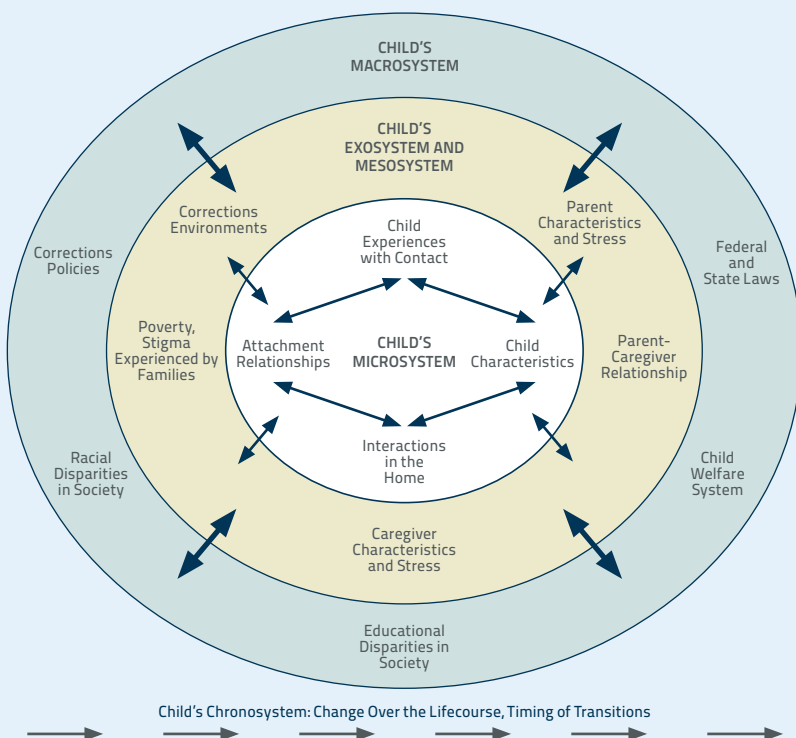 CHILD'S
MACROSYSTEM
CHILD'S
EXOSYSTEM AND
MESOSYSTEM
Corrections
Environments
Parent
Characteristics
and Stress
Child
Experiences
with Contact
Corrections
Policies
Federal
and
State Laws
Poverty,
Stigma
Experienced by
Families
Attachment
Relationships
CHILD'S
MICROSYSTEM
Child
Characteristics
Parent-
Caregiver
Relationship
Interactions
in the
Home
Racial
Disparities
in Society
Child
Welfare
System
Caregiver
Characteristics
and Stress
Educational
Disparities in
Society
Child's Chronosystem: Change Over the Lifecourse, Timing of Transitions